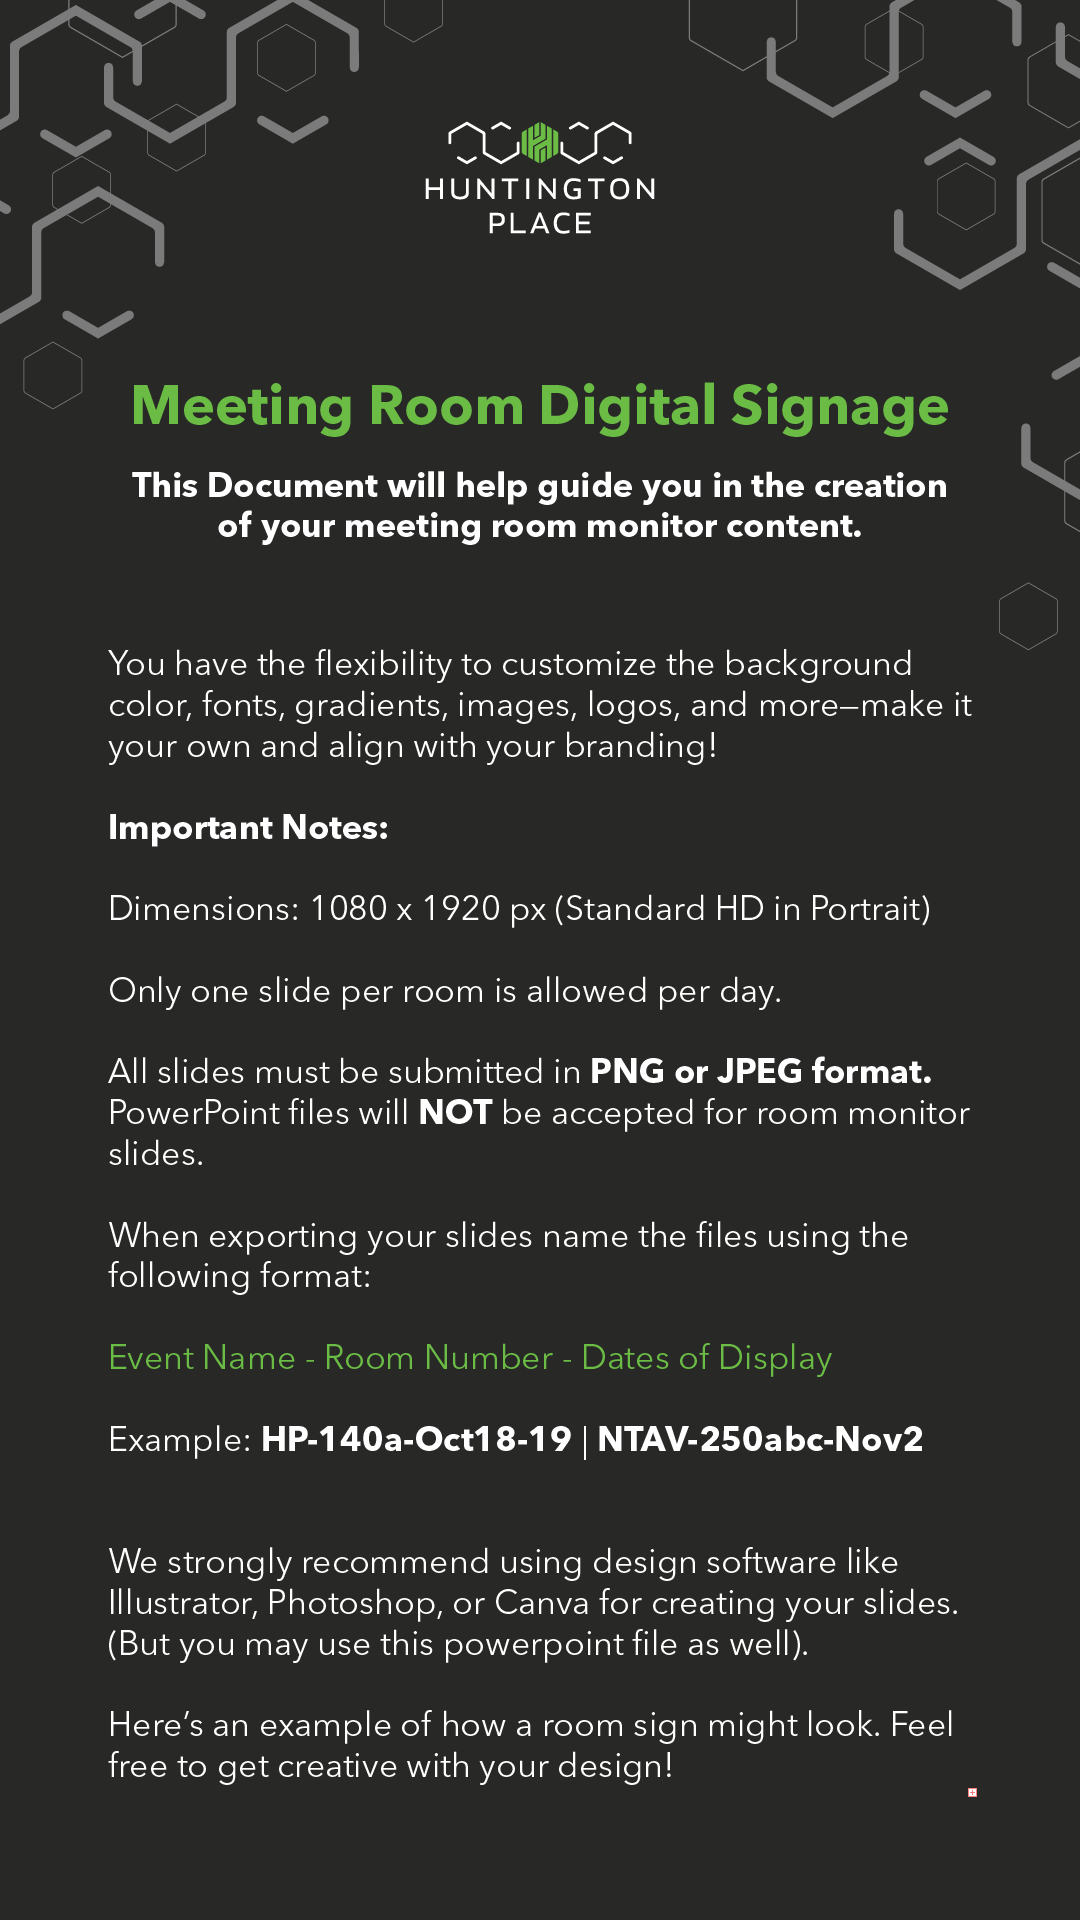 HUNTINGTON
PLACE
Meeting Room Digital Signage
This Document will help guide you in the creation
of your meeting room monitor content.
You have the flexibility to customize the background
color, fonts, gradients, images, logos, and more—make it
your own and align with your branding!
Important Notes:
Dimensions: 1080 x 1920 px (Standard HD in Portrait)
Only one slide per room is allowed per day.
All slides must be submitted in PNG or JPEG format.
PowerPoint files will NOT be accepted for room monitor
slides.
When exporting your slides name the files using the
following format:
Event Name - Room Number - Dates of Display
Example: HP-140a-Oct18-19 | NTAV-250abc-Nov2
We strongly recommend using design software like
Illustrator, Photoshop, or Canva for creating your slides.
(But you may use this powerpoint file as well).
Here’s an example of how a room sign might look. Feel
free to get creative with your design!